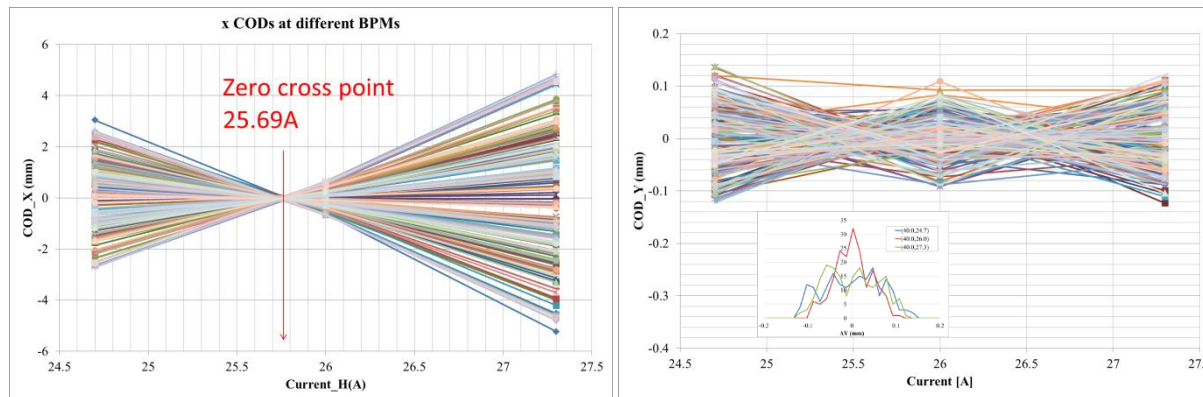 x CODs at different BPMs
6
4
2
0
-2
-4
-6
COD_X (mm)
Zero cross point
25.69A
24.5 25 25.5 26 26.5 27 27.5
Current_H(A)
0.2
0.1
0
-0.1
-0.2
-0.3
-0.4
COD_Y (mm)
35
30
25
20
15
10
5
0
(40.0,24.7)
(40.0,26.0)
(40.0,27.3)
-0.2 -0.1 0 0.1 0.2
ΔY (mm)
24.5 25 25.5 26 26.5 27 27.5
Current [A]